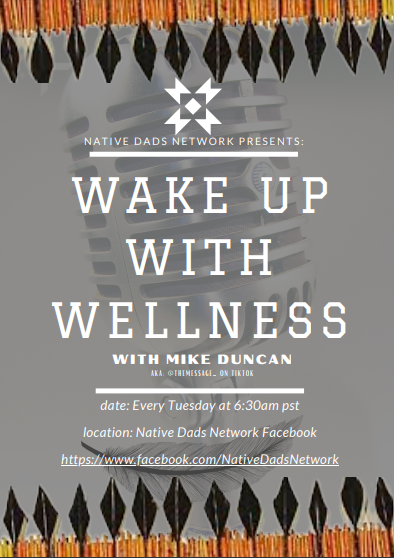 NATIVE DADS NETWORK PRESENTS:
WAKE UP
WITH
WELLNESS
WITH MIKE DUNCAN
AKA: @THEMESSAGE_ ON TIKTOK
date: Every Tuesday at 6:30am pst
location: Native Dads Network Facebook
https://www.facebook.com/NativeDadsNetwork